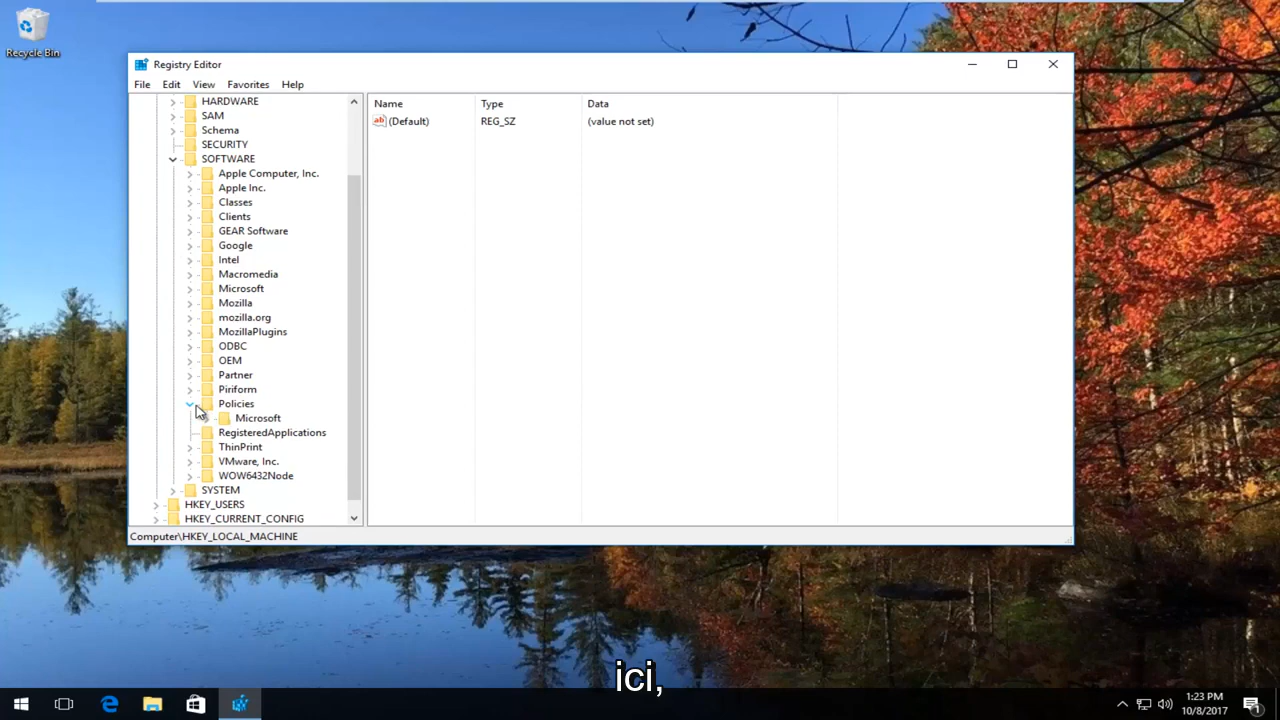 Recycle Bin
Registry Editor
File Edit View Favorites Help
HARDWARE
SAM
Schema
SECURITY
SOFTWARE
Apple Computer, Inc.
Apple Inc.
Classes
Clients
GEAR Software
Google
Intel
Macromedia
Microsoft
Mozilla
mozilla.org
MozillaPlugins
ODBC
OEM
Partner
Piriform
Policies
Microsoft
RegisteredApplications
ThinPrint
VMware, Inc.
WOW6432Node
SYSTEM
HKEY_USERS
HKEY_CURRENT_CONFIG
Name Type Data
ab (Default) REG_SZ (value not set)
Computer\HKEY_LOCAL_MACHINE
ici,
1:23 PM
10/8/2017
1